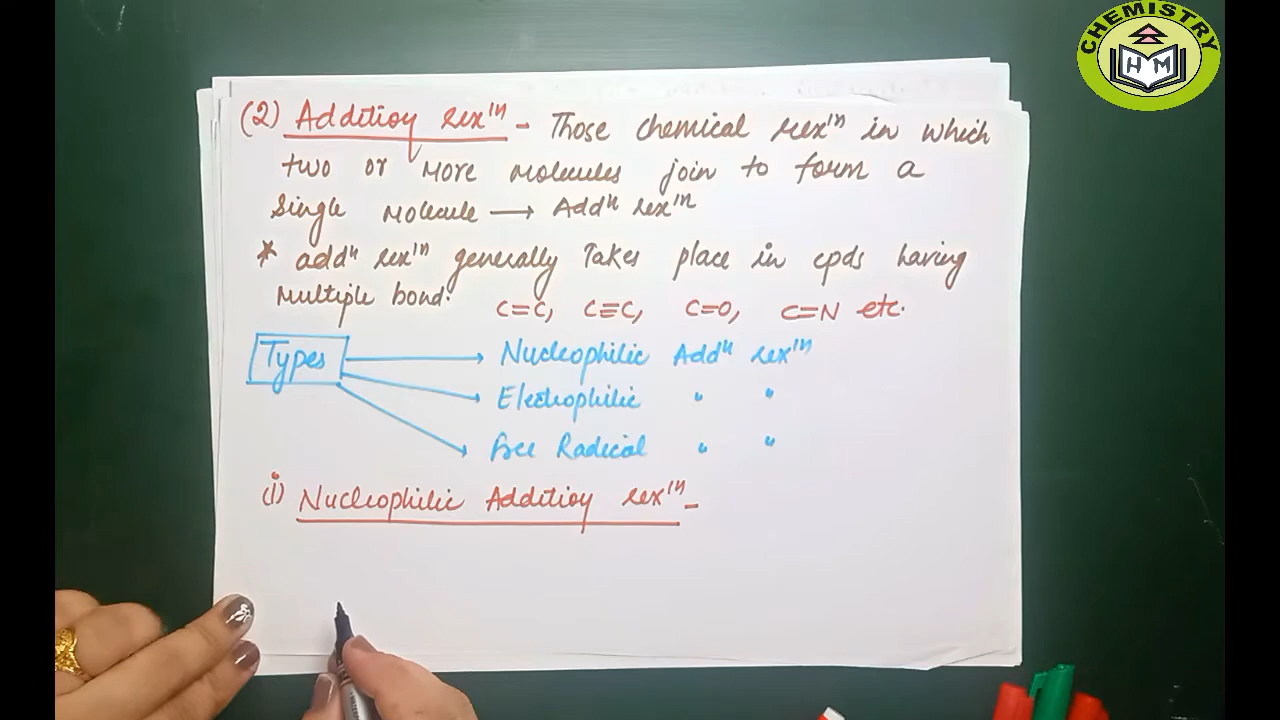 CHEMISTRY
HM
(2) Addition rexⁿ - Those chemical rexⁿ in which
two or more molecules join to form a
single molecule → Addⁿ rexⁿ
* addⁿ rexⁿ generally takes place in cpds having
multiple bond: C=C, C≡C, C=O, C=N etc.
Types → Nucleophilic Addⁿ rexⁿ
→ Electrophilic " "
→ Free Radical " "
(i) Nucleophilic Addition rexⁿ -